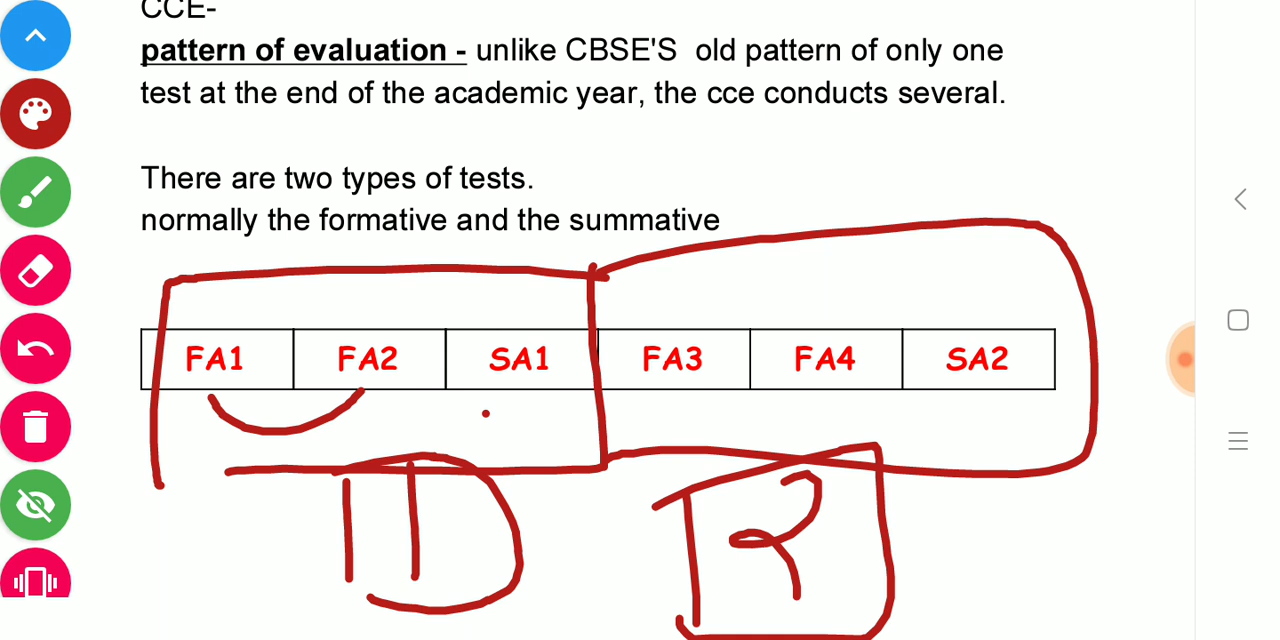 CCE-
pattern of evaluation - unlike CBSE'S old pattern of only one
test at the end of the academic year, the cce conducts several.
There are two types of tests.
normally the formative and the summative
FA1 FA2 SA1 FA3 FA4 SA2